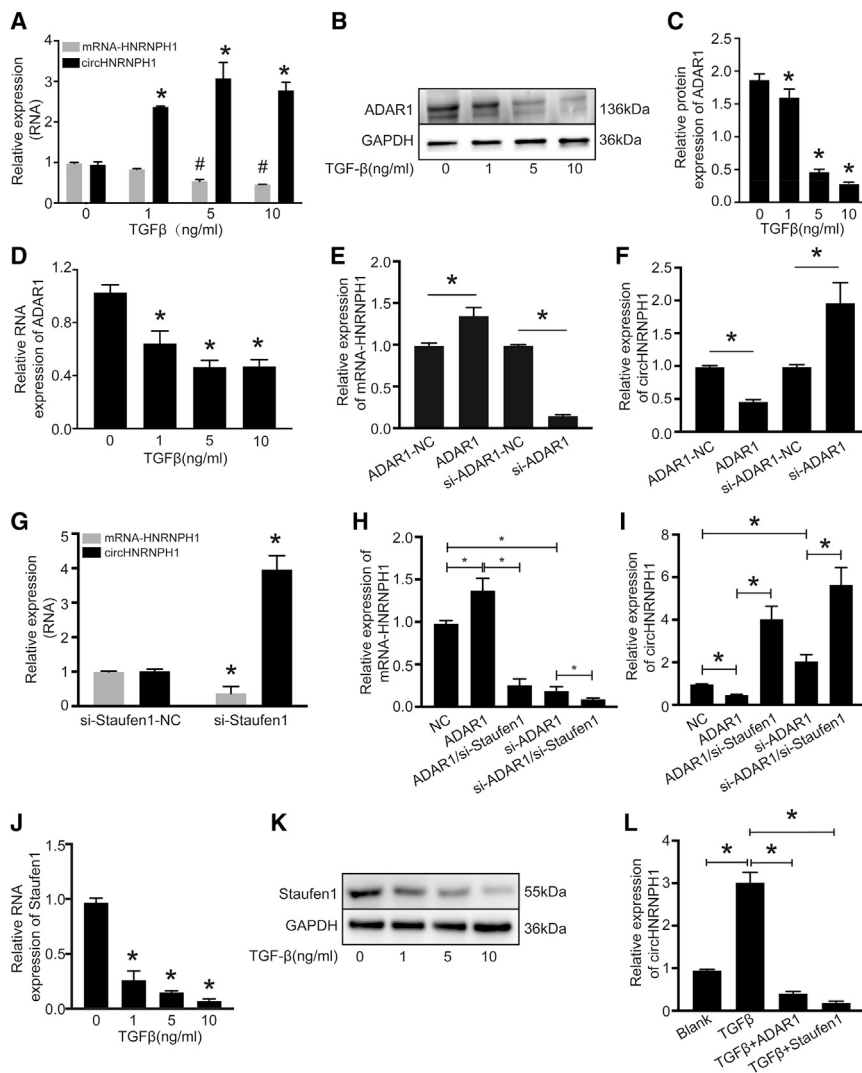 A
Relative expression
(RNA)
4
3
2
1
0
mRNA-HNRNPH1
circHNRNPH1
*
*
*
#
#
0
1
5
10
TGFβ（ng/ml）
B
ADAR1
136kDa
GAPDH
36kDa
TGF-β(ng/ml)
0
1
5
10
C
Relative protein
expression of ADAR1
2.0
1.5
1.0
0.5
0.0
*
*
*
0
1
5
10
TGFβ(ng/ml)
D
Relative RNA
expression of ADAR1
1.2
0.8
0.4
0.0
*
*
*
0
1
5
10
TGFβ(ng/ml)
E
Relative expression
of mRNA-HNRNPH1
2.0
1.5
1.0
0.5
0.0
*
*
ADAR1-NC
ADAR1
si-ADAR1-NC
si-ADAR1
F
Relative expression
of circHNRNPH1
2.5
2.0
1.5
1.0
0.5
0.0
*
*
ADAR1-NC
ADAR1
si-ADAR1-NC
si-ADAR1
G
Relative expression
(RNA)
5
4
3
2
1
0
mRNA-HNRNPH1
circHNRNPH1
*
*
si-Staufen1-NC
si-Staufen1
H
Relative expression of
mRNA-HNRNPH1
2.0
1.5
1.0
0.5
0.0
*
*
*
*
NC
ADAR1
ADAR1/si-Staufen1
si-ADAR1
si-ADAR1/si-Staufen1
I
Relative expression
of circHNRNPH1
8
6
4
2
0
*
*
*
*
NC
ADAR1
ADAR1/si-Staufen1
si-ADAR1
si-ADAR1/si-Staufen1
J
Relative RNA
expression of Staufen1
1.5
1.0
0.5
0.0
*
*
*
0
1
5
10
TGFβ(ng/ml)
K
Staufen1
55kDa
GAPDH
36kDa
TGF-β(ng/ml)
0
1
5
10
L
Relative expression
of circHNRNPH1
4
3
2
1
0
*
*
*
Blank
TGFβ
TGFβ+ADAR1
TGFβ+Staufen1